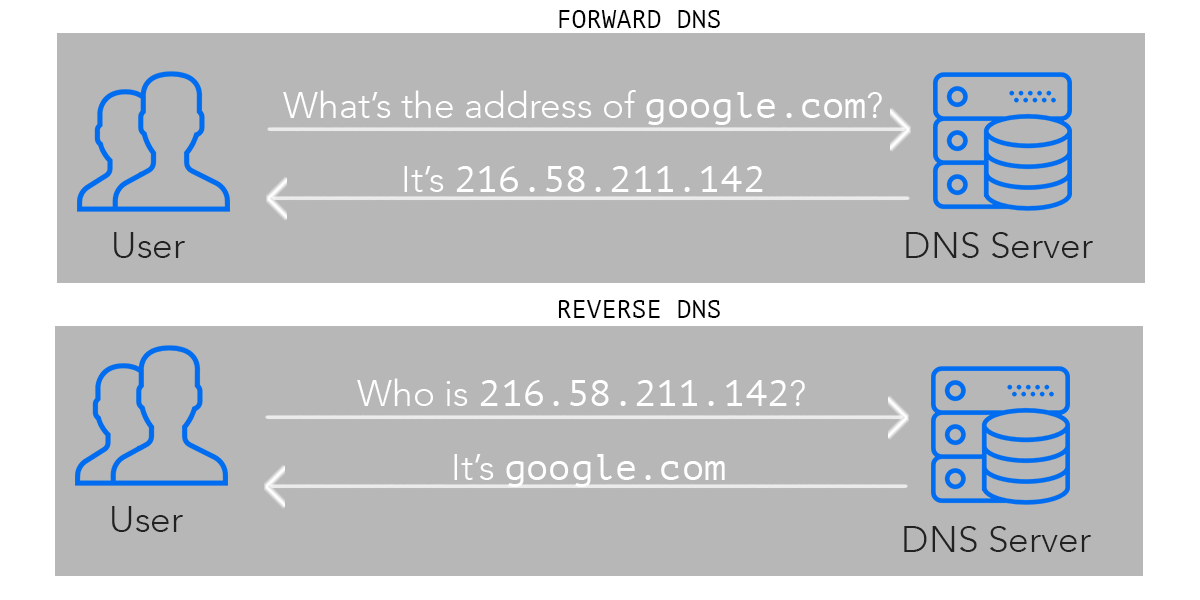 FORWARD DNS
What's the address of google.com?
It's 216.58.211.142
User
DNS Server
REVERSE DNS
Who is 216.58.211.142?
It's google.com
User
DNS Server